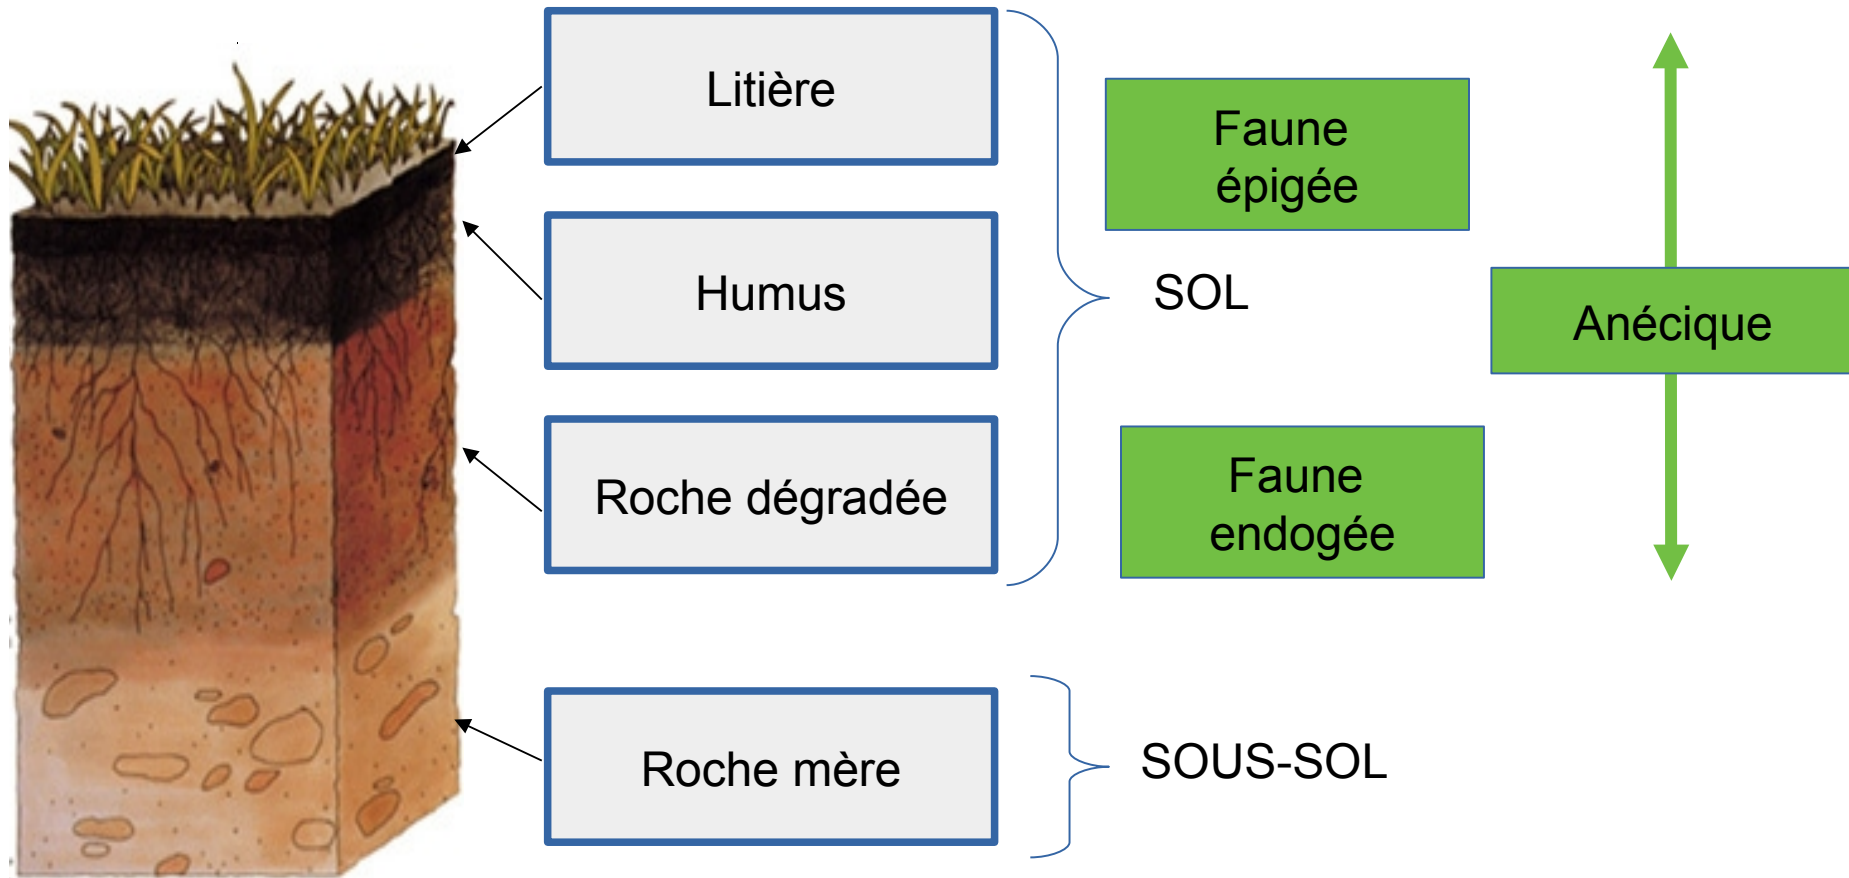 Litière
Faune
épigée
Humus
SOL
Anécique
Roche dégradée
Faune
endogée
Roche mère
SOUS-SOL